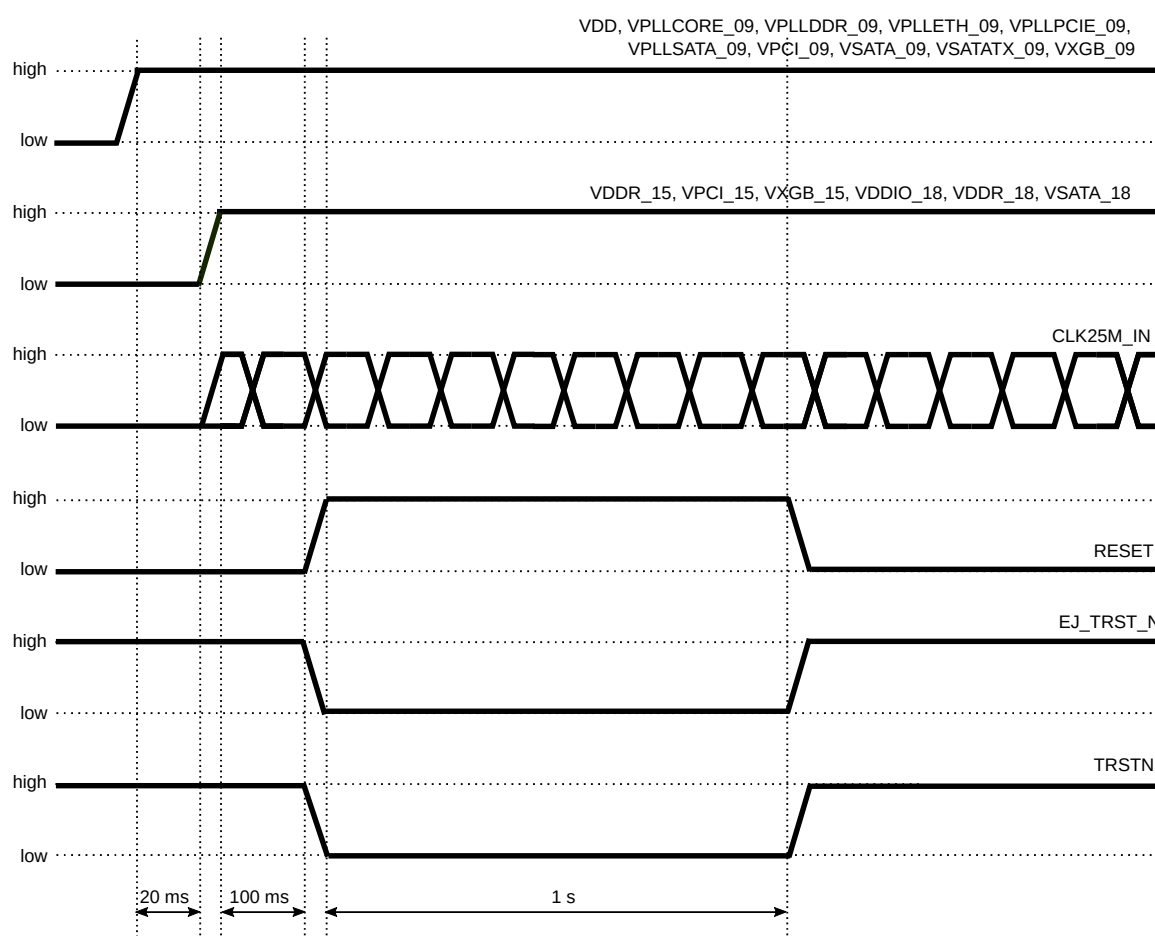 VDD, VPLLCORE_09, VPLLDDR_09, VPLLETH_09, VPLLPCIE_09,
VPLLSATA_09, VPCI_09, VSATA_09, VSATATX_09, VXGB_09
high
low
VDDR_15, VPCI_15, VXGB_15, VDDIO_18, VDDR_18, VSATA_18
high
low
CLK25M_IN
high
low
high
RESET
low
EJ_TRST_N
high
low
TRSTN
high
low
20 ms 100 ms 1 s